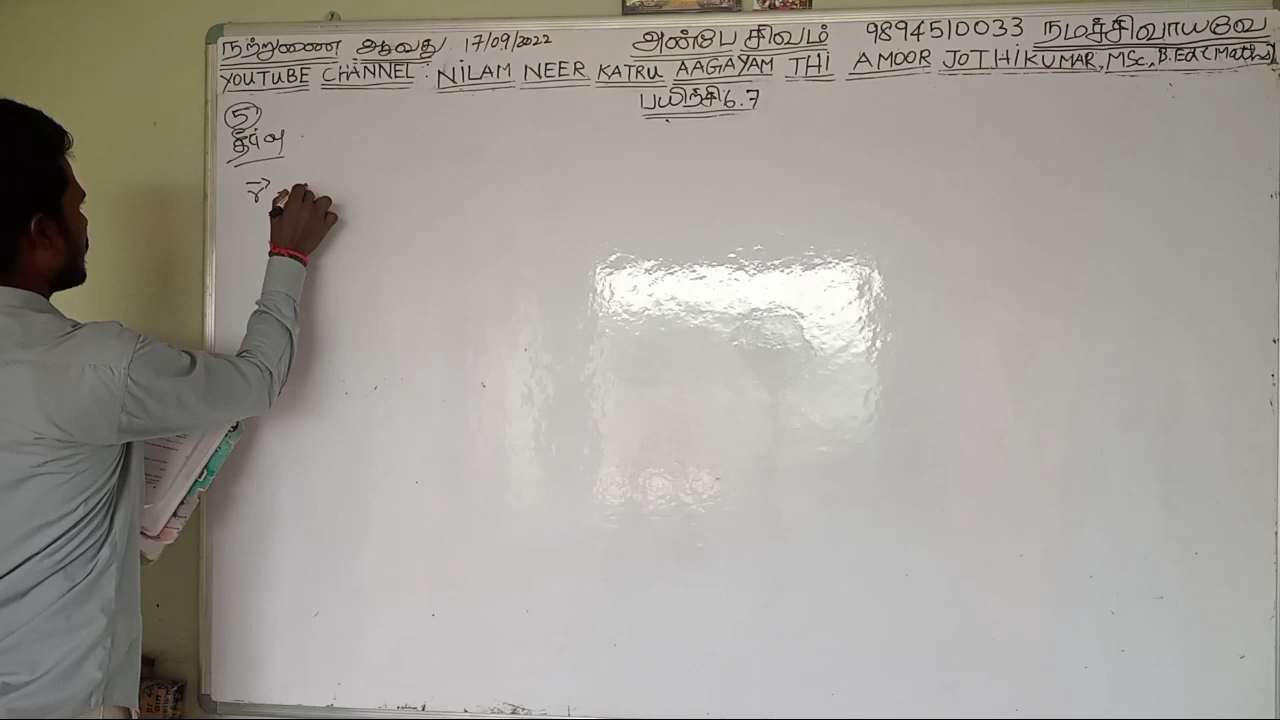 நற்றுணை ஆவது 17/09/2022 அன்பே சிவம் 9894510033 நமச்சிவாயவே
YOUTUBE CHANNEL : NILAM NEER KATRU AAGAYAM THI AMOOR JOTHIKUMAR, MSc., B.Ed (Maths)
பயிற்சி 6.7
5
தீர்வு
r⃗